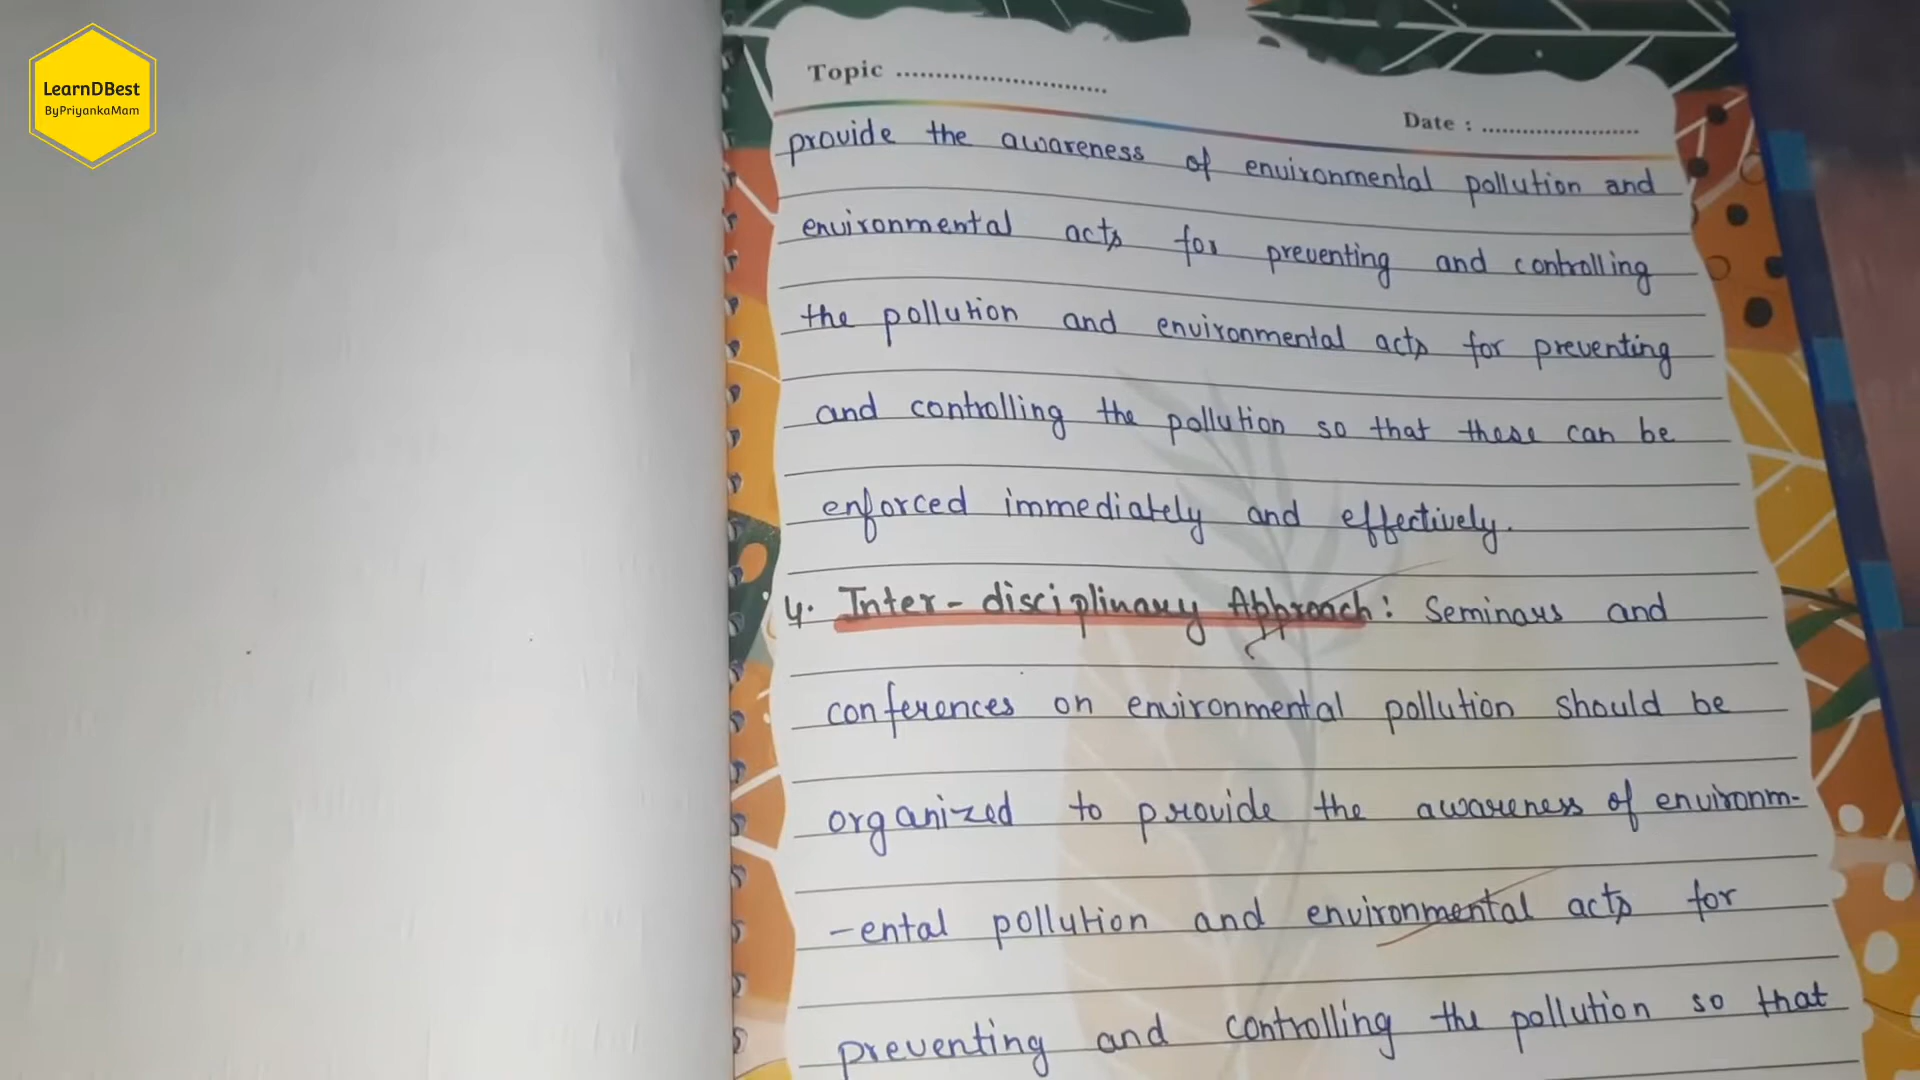 LearnDBest
ByPriyankaMam
Topic ..............................
Date : ..........................
provide the awareness of environmental pollution and
environmental acts for preventing and controlling
the pollution and environmental acts for preventing
and controlling the pollution so that these can be
enforced immediately and effectively.
4. Inter-disciplinary Approach: Seminars and
conferences on environmental pollution should be
organized to provide the awareness of environm-
-ental pollution and environmental acts for
preventing and controlling the pollution so that